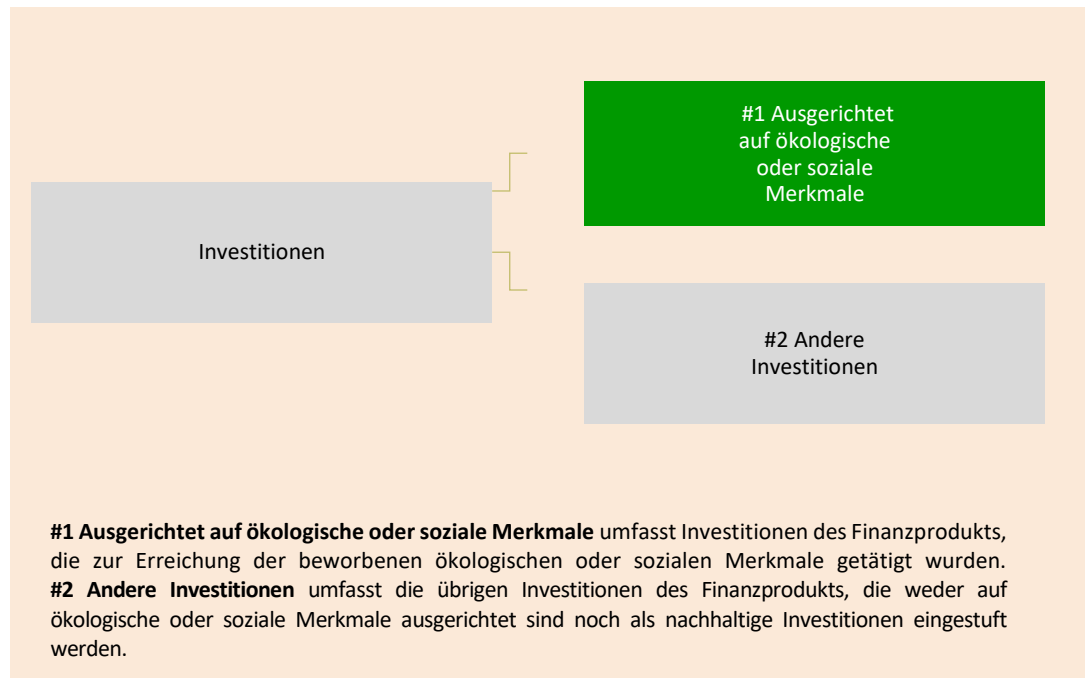 #1 Ausgerichtet
auf ökologische
oder soziale
Merkmale
Investitionen
#2 Andere
Investitionen
#1 Ausgerichtet auf ökologische oder soziale Merkmale umfasst Investitionen des Finanzprodukts,
die zur Erreichung der beworbenen ökologischen oder sozialen Merkmale getätigt wurden.
#2 Andere Investitionen umfasst die übrigen Investitionen des Finanzprodukts, die weder auf
ökologische oder soziale Merkmale ausgerichtet sind noch als nachhaltige Investitionen eingestuft
werden.